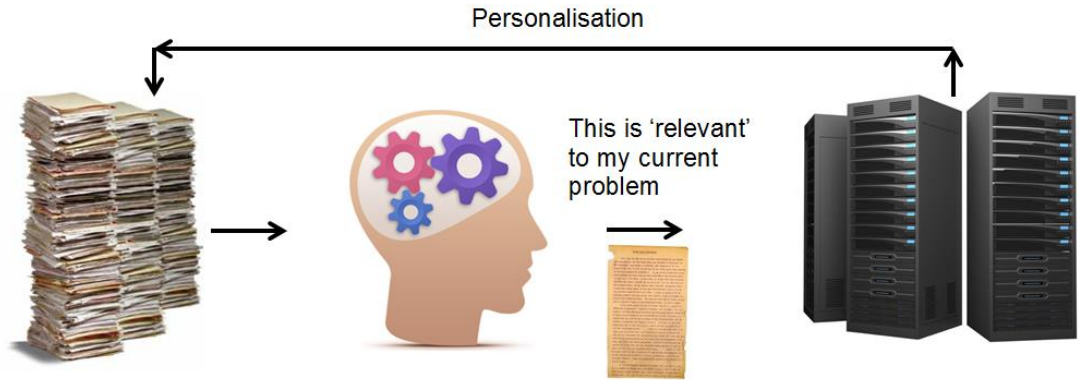 Personalisation
This is ‘relevant’
to my current
problem